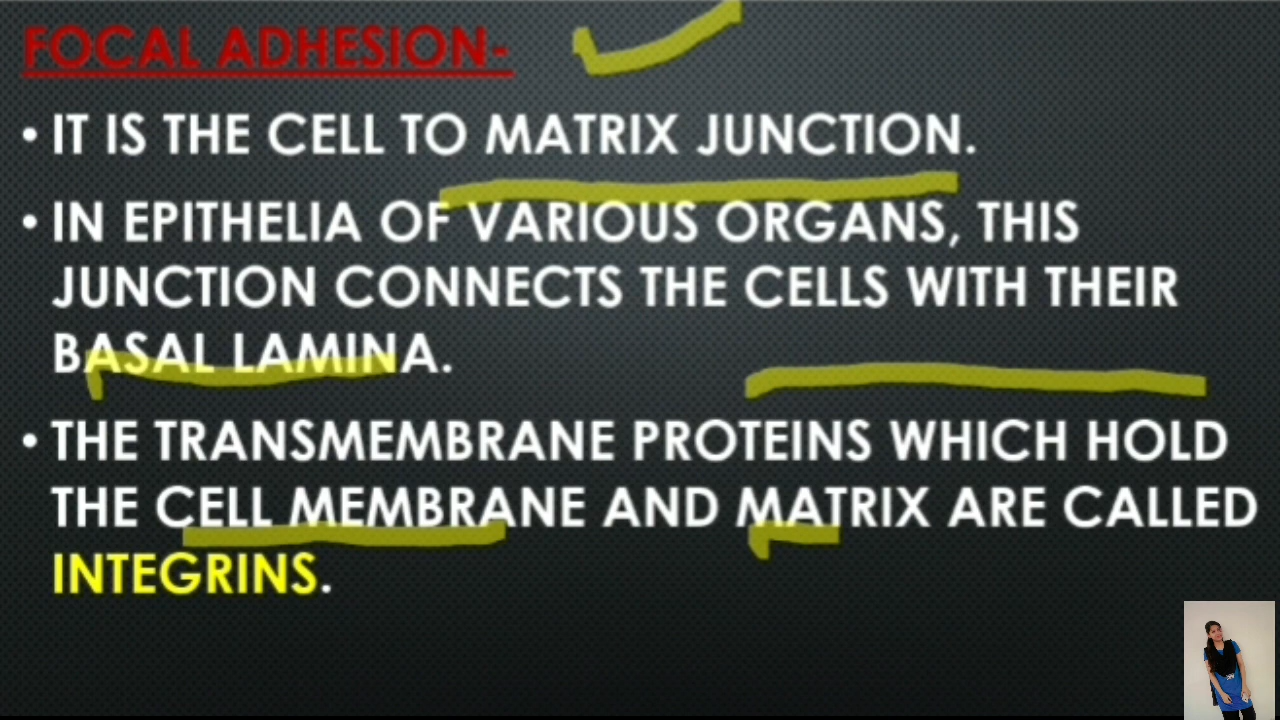 FOCAL ADHESION-
• IT IS THE CELL TO MATRIX JUNCTION.
• IN EPITHELIA OF VARIOUS ORGANS, THIS
JUNCTION CONNECTS THE CELLS WITH THEIR
BASAL LAMINA.
• THE TRANSMEMBRANE PROTEINS WHICH HOLD
THE CELL MEMBRANE AND MATRIX ARE CALLED
INTEGRINS.